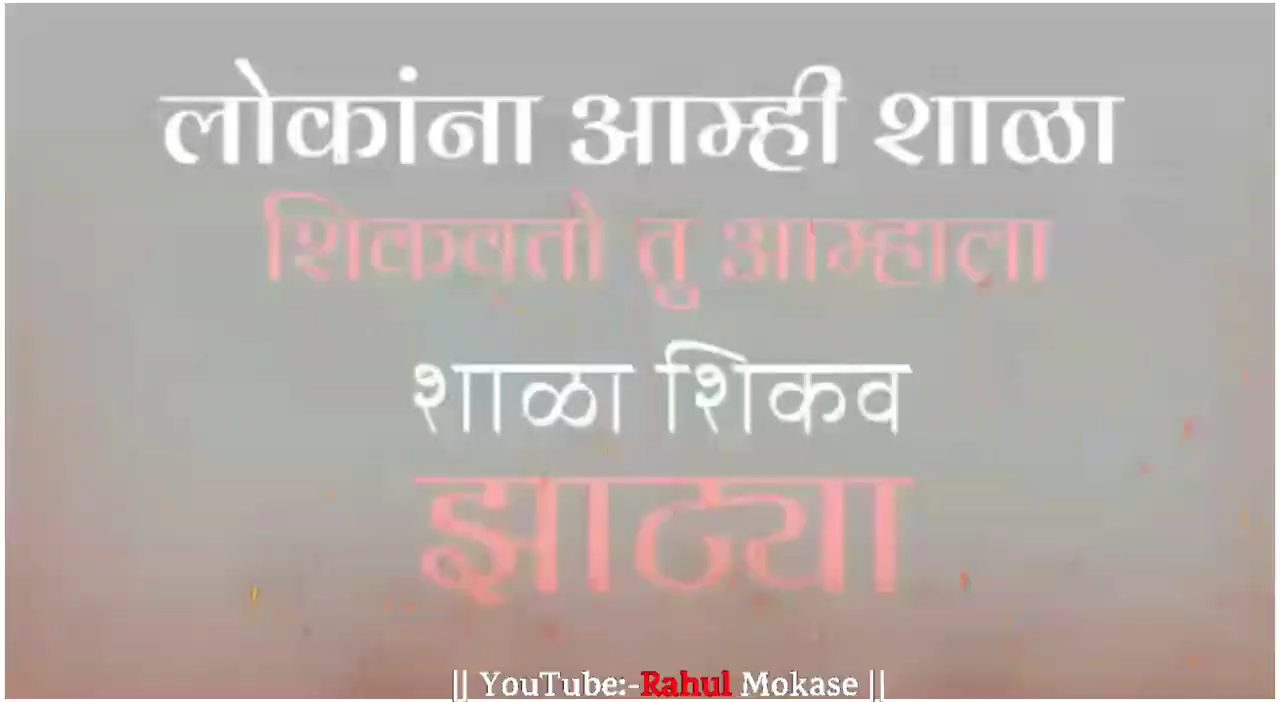 लोकांना आम्ही शाळा
शिकवतो तु आम्हाला
शाळा शिकव
झाट्या
|| YouTube:-Rahul Mokase ||